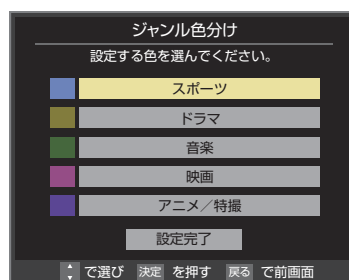 ジャンル色分け
設定する色を選んでください。
スポーツ
ドラマ
音楽
映画
アニメ／特撮
設定完了
で選び 決定 を押す 戻る で前画面